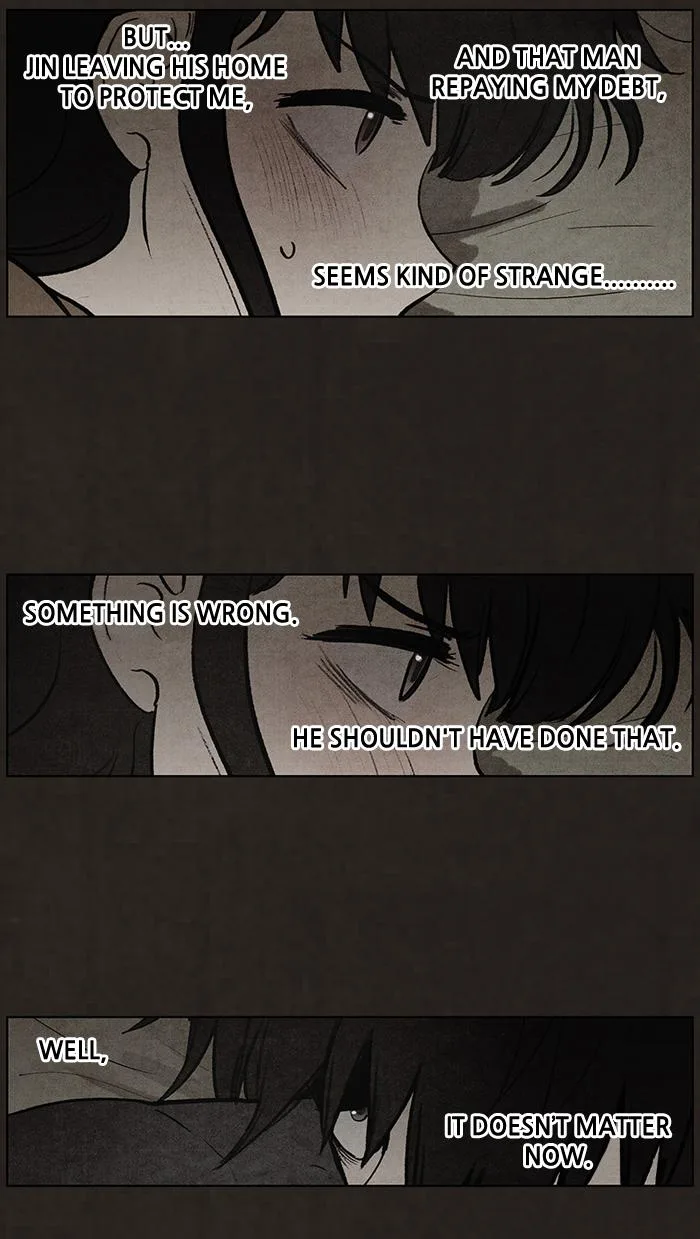 BUT...
JIN LEAVING HIS HOME
TO PROTECT ME,
AND THAT MAN
REPAYING MY DEBT,
SEEMS KIND OF STRANGE..........
SOMETHING IS WRONG.
HE SHOULDN'T HAVE DONE THAT.
WELL,
IT DOESN'T MATTER
NOW.